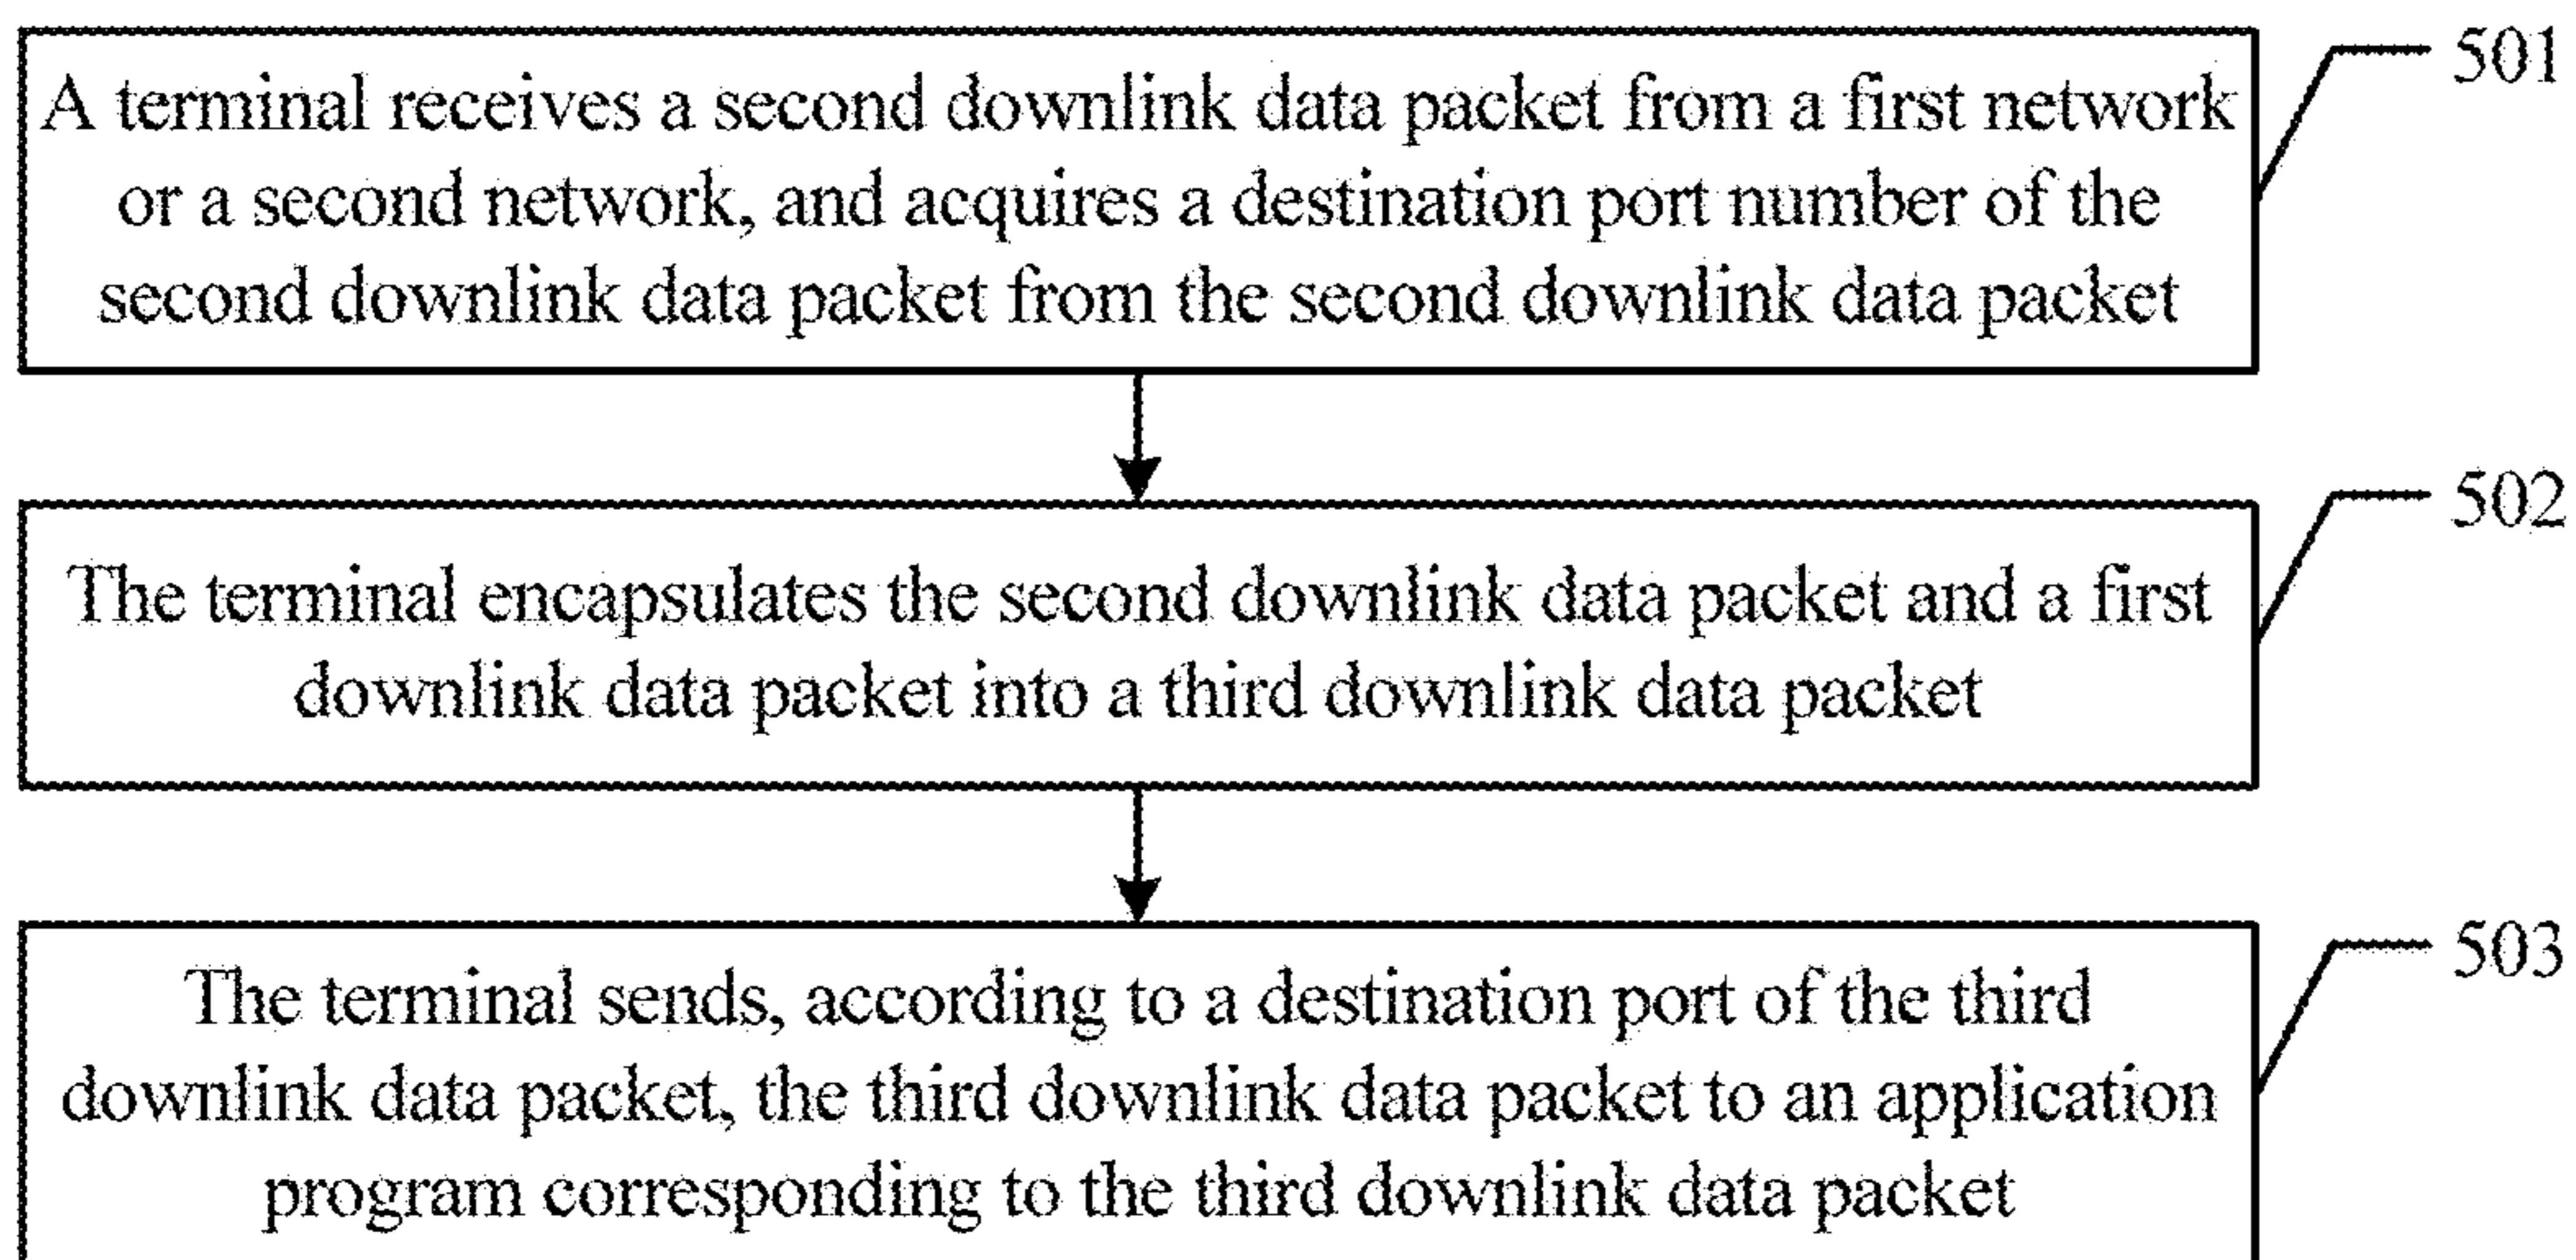 A terminal receives a second downlink data packet from a first network
or a second network, and acquires a destination port number of the
second downlink data packet from the second downlink data packet
501
The terminal encapsulates the second downlink data packet and a first
downlink data packet into a third downlink data packet
502
The terminal sends, according to a destination port of the third
downlink data packet, the third downlink data packet to an application
program corresponding to the third downlink data packet
503